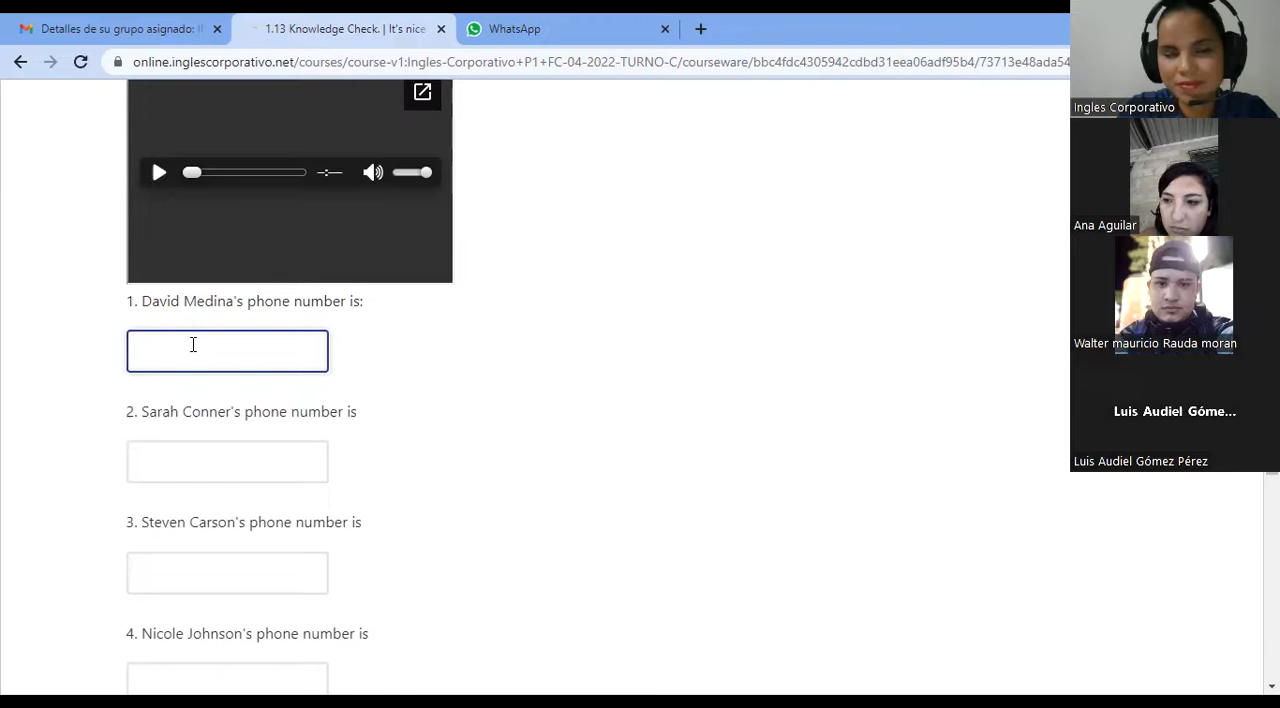 Detalles de su grupo asignado: I
1.13 Knowledge Check. | It's nice
WhatsApp
online.inglescorporativo.net/courses/course-v1:Ingles-Corporativo+P1+FC-04-2022-TURNO-C/courseware/bbc4fdc4305942cdbd31eea06adf95b4/73713e48ada54
Ingles Corporativo
Ana Aguilar
Walter mauricio Rauda moran
Luis Audiel Góme...
Luis Audiel Gómez Pérez
-:--
1. David Medina's phone number is:
2. Sarah Conner's phone number is
3. Steven Carson's phone number is
4. Nicole Johnson's phone number is